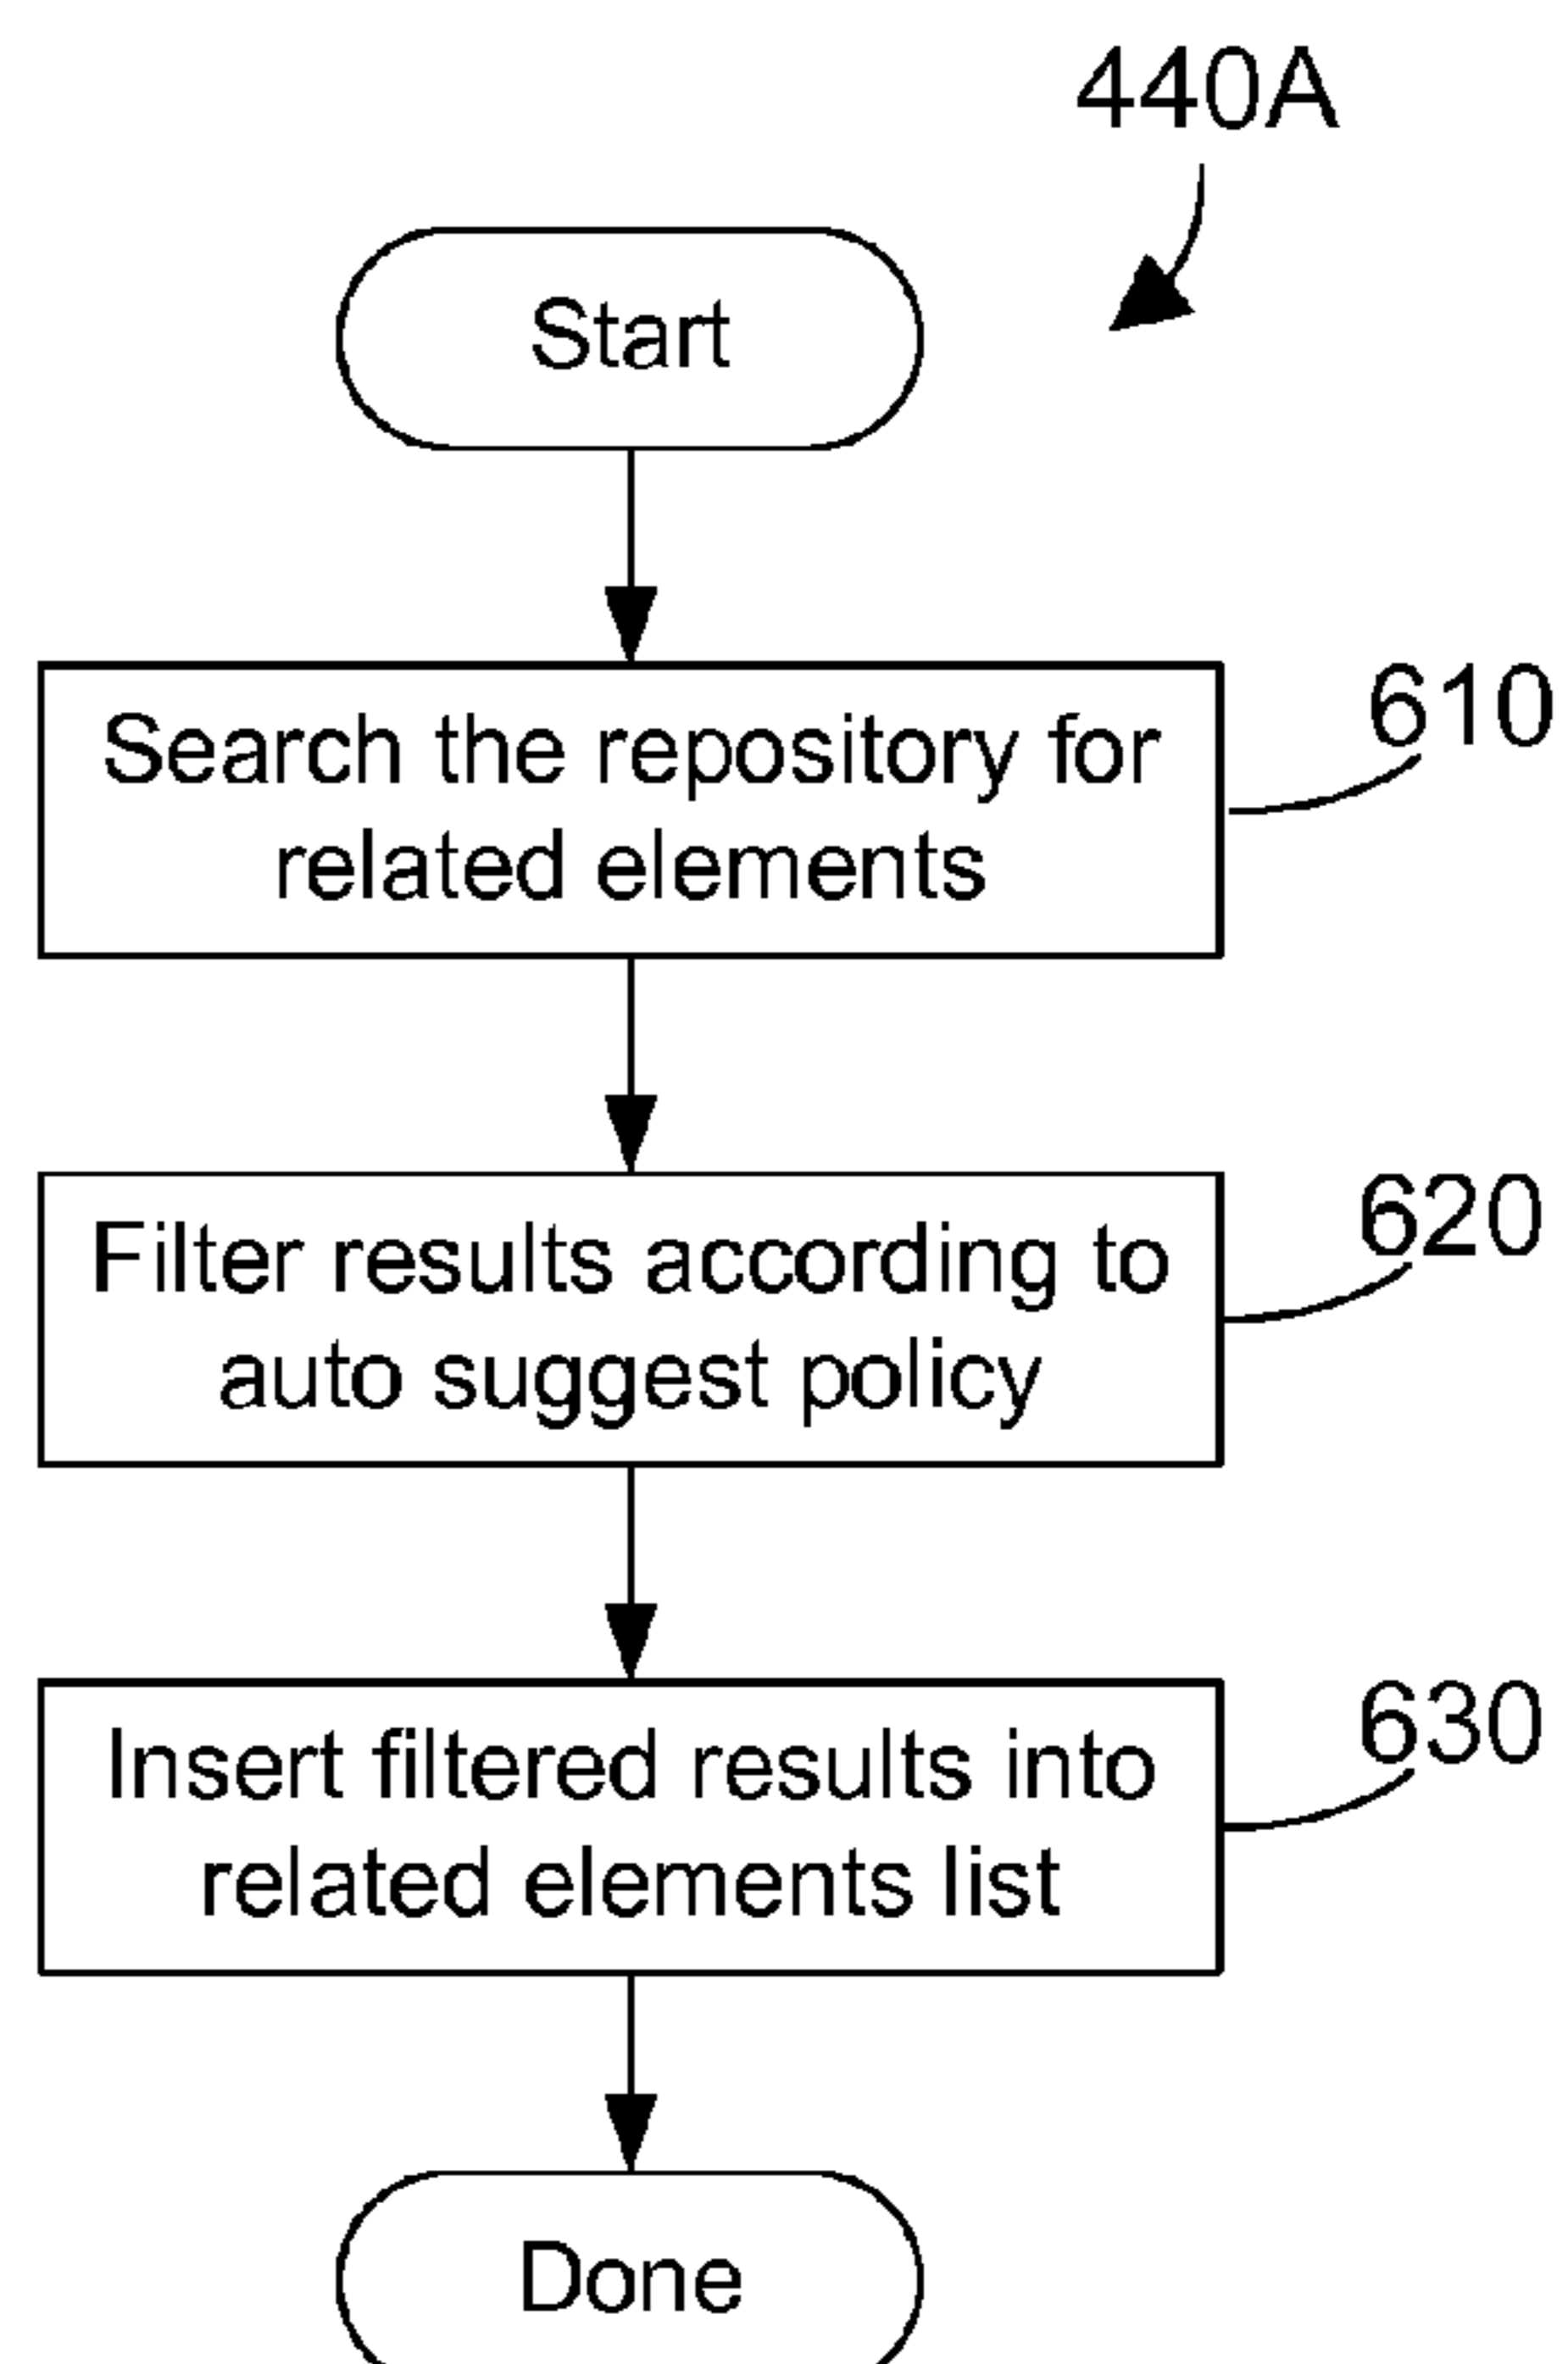 440A
Start
Search the repository for
related elements
610
Filter results according to
auto suggest policy
620
Insert filtered results into
related elements list
630
Done